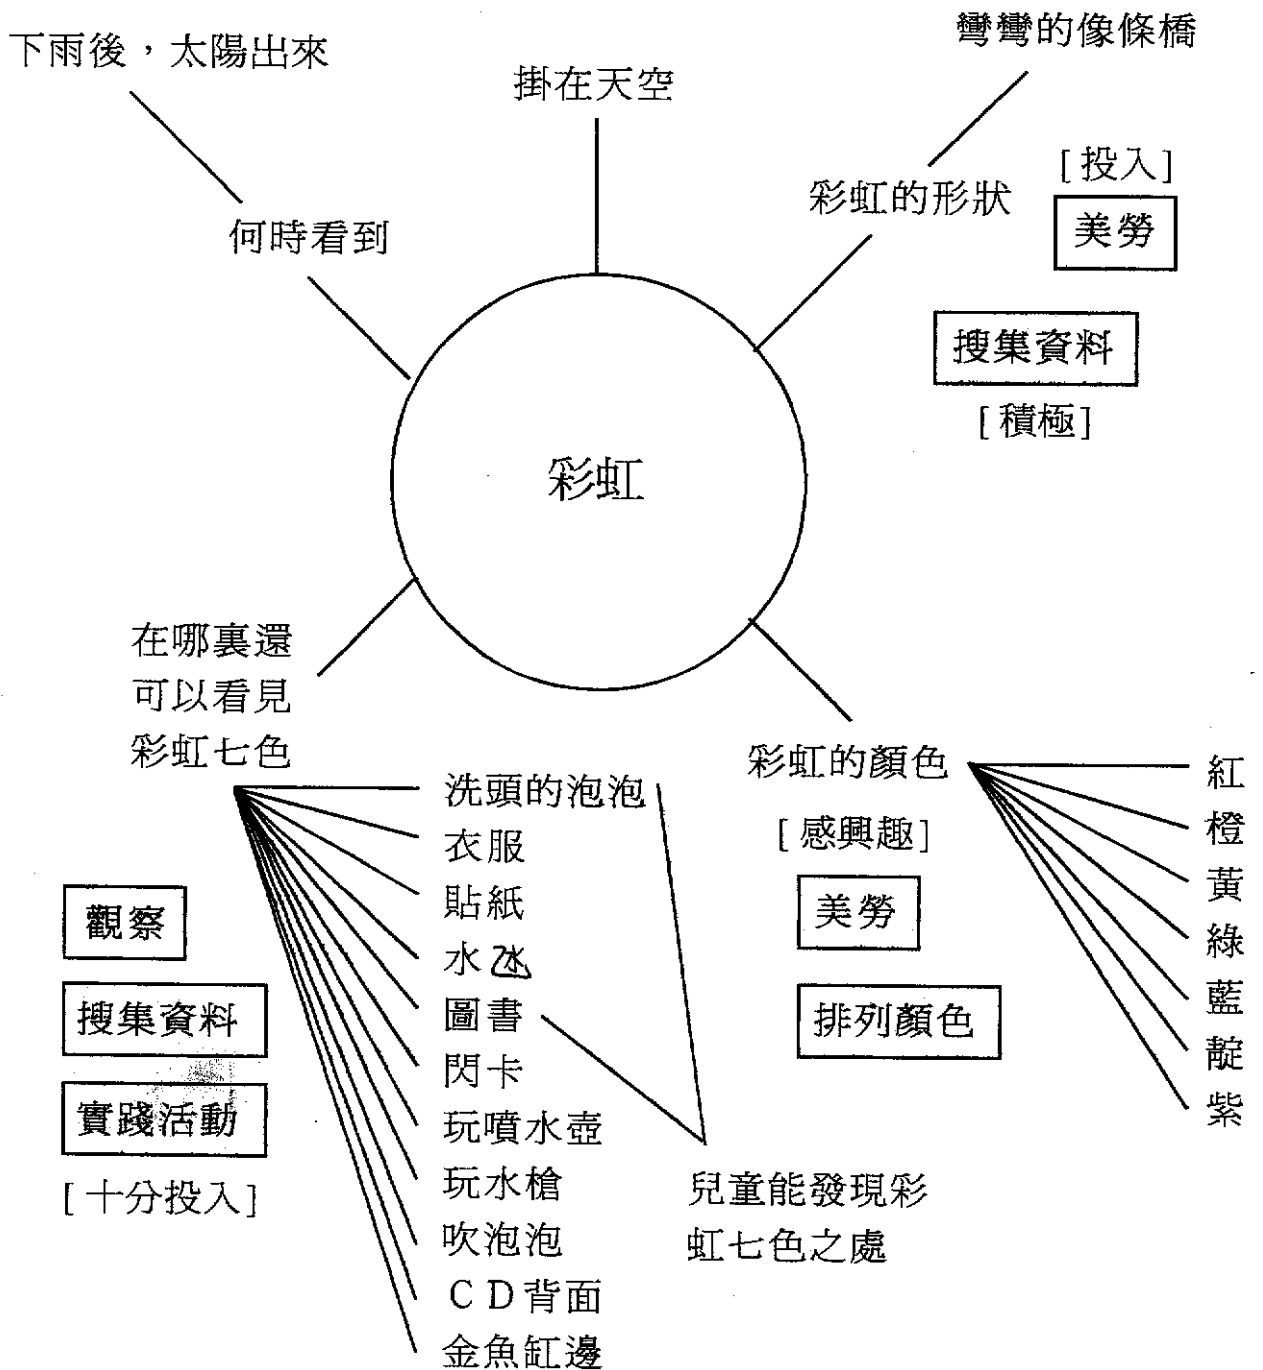 下雨後，太陽出來
掛在天空
彎彎的像條橋
何時看到
彩虹的形狀
[投入]
美勞
搜集資料
[積極]
彩虹
在哪裏還
可以看見
彩虹七色
洗頭的泡泡
衣服
貼紙
水
圖書
閃卡
玩噴水壺
玩水槍
吹泡泡
ＣＤ背面
金魚缸邊
觀察
搜集資料
實踐活動
[十分投入]
兒童能發現彩
虹七色之處
彩虹的顏色
[感興趣]
美勞
排列顏色
紅
橙
黃
綠
藍
靛
紫